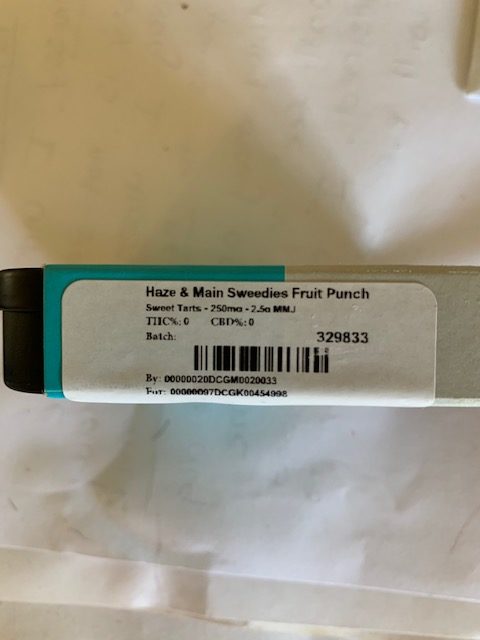 Haze & Main Sweedies Fruit Punch
Sweet Tarts - 250mg - 2.5g MMJ
THC%: 0 CBD%: 0
Batch: 329833
By: 00000020DCGM0020033
For: 00000097DCGK00454998